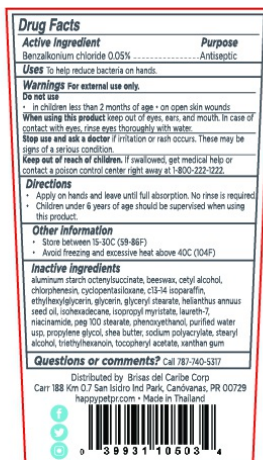 Drug Facts
Active Ingredient Purpose
Benzalkonium chloride 0.05% Antiseptic
Uses To help reduce bacteria on hands.
Warnings For external use only.
Do not use
• in children less than 2 months of age • on open skin wounds
When using this product keep out of eyes, ears, and mouth. In case of
contact with eyes, rinse eyes thoroughly with water.
Stop use and ask a doctor if irritation or rash occurs. These may be
signs of a serious condition.
Keep out of reach of children. If swallowed, get medical help or
contact a poison control center right away at 1-800-222-1222.
Directions
• Apply on hands and leave until full absorption. No rinse is required
• Children under 6 years of age should be supervised when using
this product.
Other information
• Store between 15-30C (59-86F)
• Avoid freezing and excessive heat above 40C (104F)
Inactive ingredients
aluminum starch octenylsuccinate, beeswax, cetyl alcohol,
chlorphenesin, cyclopentasiloxane, c13-14 isoparaffin,
ethylhexylglycerin, glycerin, glyceryl stearate, helianthus annuus
seed oil, isohexadecane, isopropyl myristate, laureth-7,
niacinamide, peg 100 stearate, phenoxyethanol, purified water
usp, propylene glycol, shea butter, sodium polyacrylate, stearyl
alcohol, triethylhexanoin, tocopheryl acetate, xanthan gum
Questions or comments? Call 787-740-5317
Distributed by Brisas del Caribe Corp
Carr 188 Km 0.7 San Isidro Ind Park, Canóvanas, PR 00729
happypetpr.com • Made in Thailand
0 39931 10503 4